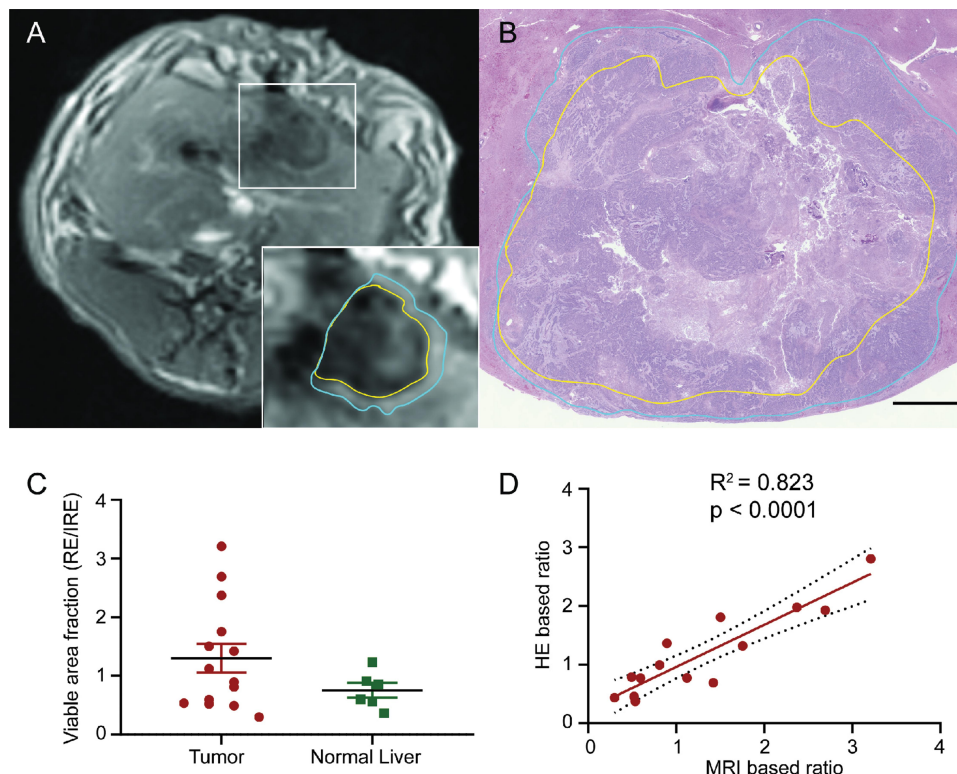 A
B
C
Viable area fraction (RE/IRE)
4
3
2
1
0
Tumor
Normal Liver
D
R² = 0.823
p < 0.0001
HE based ratio
4
3
2
1
0
0
1
2
3
4
MRI based ratio